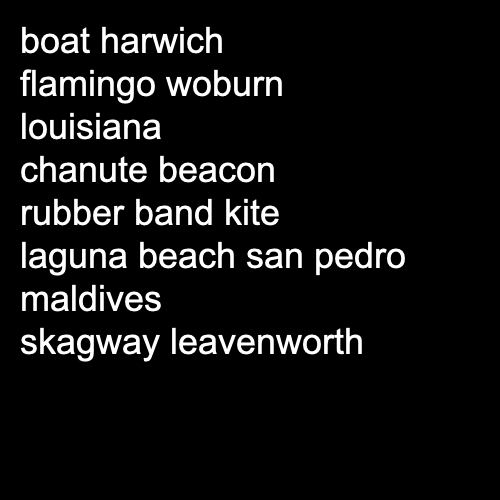 boat harwich
flamingo woburn
louisiana
chanute beacon
rubber band kite
laguna beach san pedro
maldives
skagway leavenworth